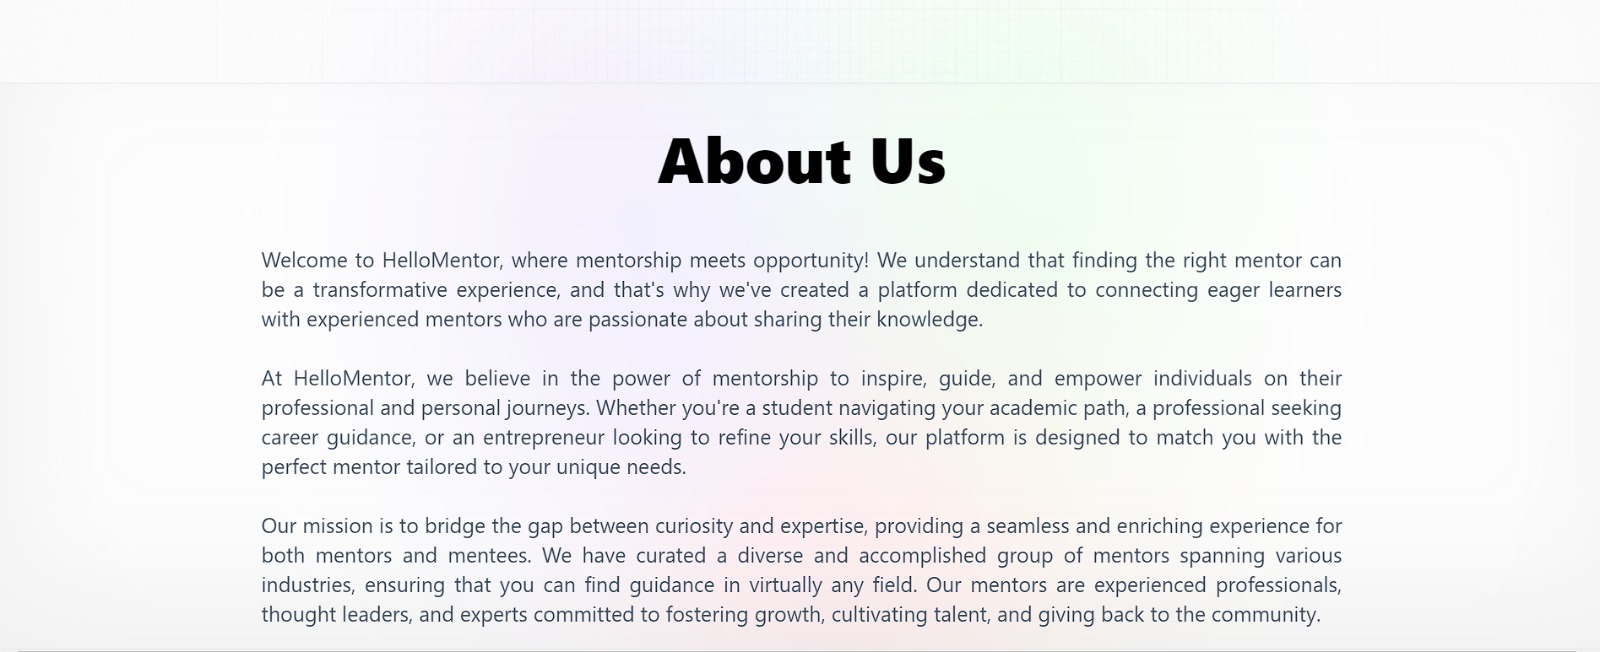 About Us
Welcome to HelloMentor, where mentorship meets opportunity! We understand that finding the right mentor can
be a transformative experience, and that's why we've created a platform dedicated to connecting eager learners
with experienced mentors who are passionate about sharing their knowledge.
At HelloMentor, we believe in the power of mentorship to inspire, guide, and empower individuals on their
professional and personal journeys. Whether you're a student navigating your academic path, a professional seeking
career guidance, or an entrepreneur looking to refine your skills, our platform is designed to match you with the
perfect mentor tailored to your unique needs.
Our mission is to bridge the gap between curiosity and expertise, providing a seamless and enriching experience for
both mentors and mentees. We have curated a diverse and accomplished group of mentors spanning various
industries, ensuring that you can find guidance in virtually any field. Our mentors are experienced professionals,
thought leaders, and experts committed to fostering growth, cultivating talent, and giving back to the community.